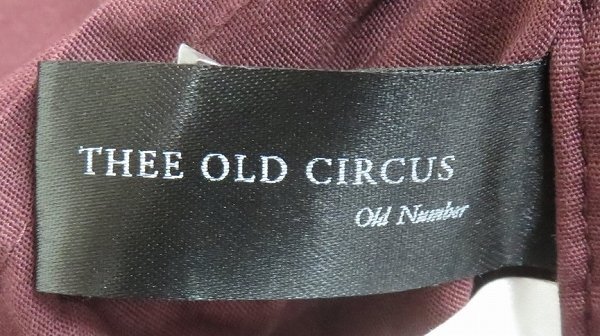 THEE OLD CIRCUS
Old Number